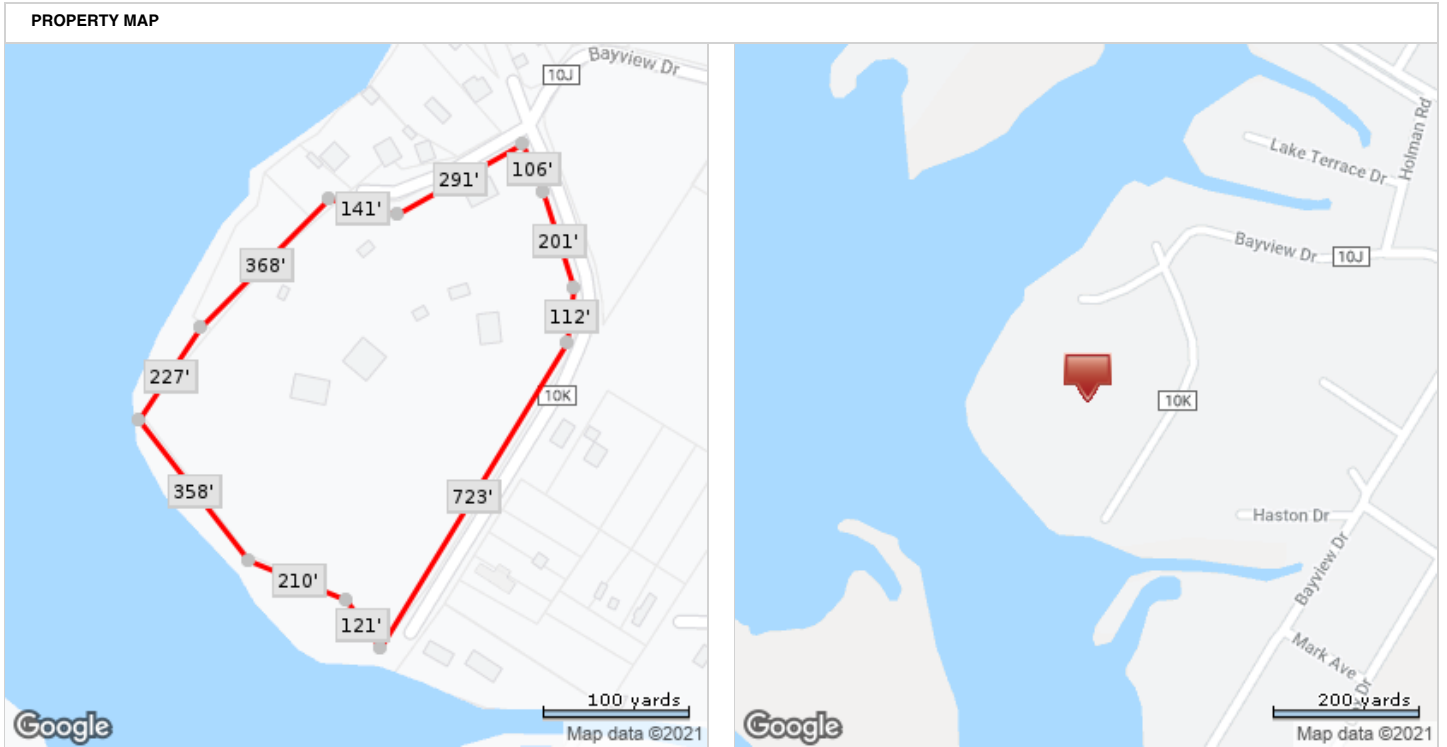 PROPERTY MAP
Bayview Dr
10J
106'
291'
141'
201'
368'
112'
227'
10K
358'
723'
210'
121'
100 yards
Google
Map data ©2021
Holman Rd
Lake Terrace Dr
Bayview Dr
10J
10K
Haston Dr
Bayview Dr
Mark Ave
Dr
200 yards
Google
Map data ©2021